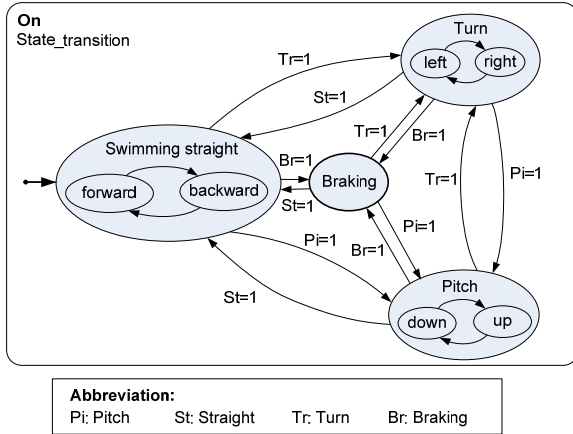 On
State_transition
Turn
left
right
Tr=1
St=1
Swimming straight
forward
backward
Br=1
St=1
Braking
Tr=1
Br=1
Tr=1
Pi=1
Pi=1
Br=1
Pi=1
St=1
Pitch
down
up
Abbreviation:
Pi: Pitch St: Straight Tr: Turn Br: Braking